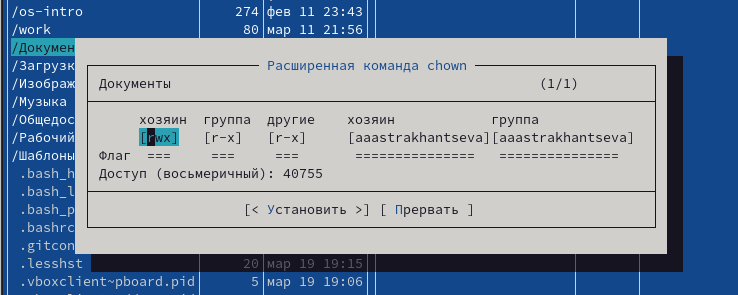 /os-intro 274 фев 11 23:43
/work 80 мар 11 21:56
/Докумен
/Загрузк
/Изображ
/Музыка
/Общедос
/Рабочий
/Шаблоны
.bash_h
.bash_l
.bash_p
.bashrc
.gitcon
.lesshst 20 мар 19 19:15
.vboxclient~pboard.pid 5 мар 19 19:06
Расширенная команда chown
Документы (1/1)
хозяин группа другие хозяин группа
[rwx] [r-x] [r-x] [aaastrakhantseva][aaastrakhantseva]
Флаг === === === =============== ===============
Доступ (восьмеричный): 40755
[< Установить >] [ Прервать ]